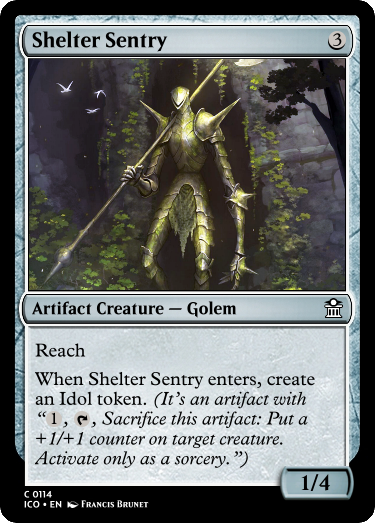 Shelter Sentry 3
Artifact Creature — Golem
Reach
When Shelter Sentry enters, create
an Idol token. (It's an artifact with
“1, , Sacrifice this artifact: Put a
+1/+1 counter on target creature.
Activate only as a sorcery.”)
1/4
C 0114
ICO • EN Francis Brunet